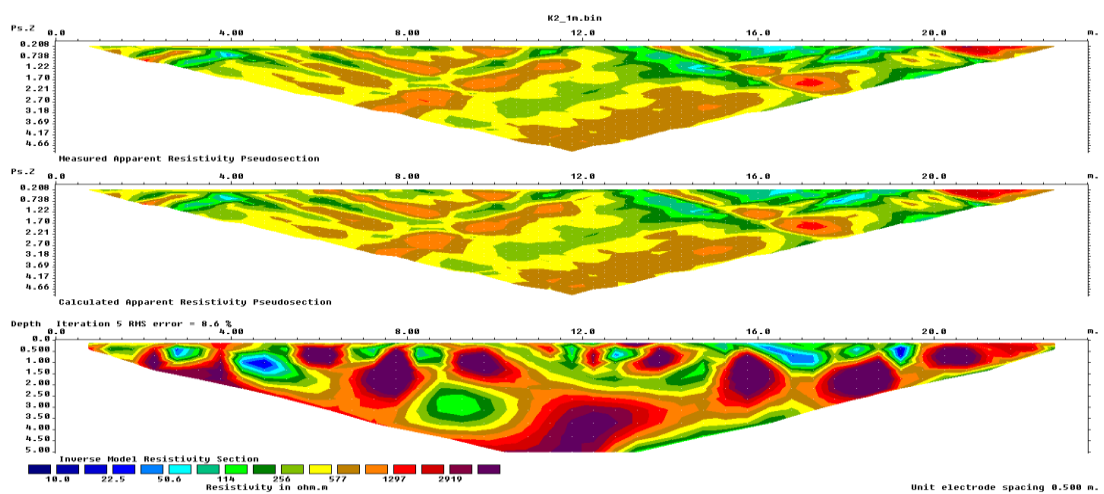 K2_1m.bin
Ps.Z 0.0 4.00 8.00 12.0 16.0 20.0 m.
0.208
0.730
1.22
1.70
2.21
2.70
3.18
3.69
4.17
4.66
Measured Apparent Resistivity Pseudosection
Ps.Z 0.0 4.00 8.00 12.0 16.0 20.0 m.
0.208
0.730
1.22
1.70
2.21
2.70
3.18
3.69
4.17
4.66
Calculated Apparent Resistivity Pseudosection
Depth Iteration 5 RMS error = 8.6 %
0.0 4.00 8.00 12.0 16.0 20.0 m.
0.0
0.500
1.00
1.50
2.00
2.50
3.00
3.50
4.00
4.50
5.00
Inverse Model Resistivity Section
10.0 22.5 50.6 114 256 577 1297 2919
Resistivity in ohm.m
Unit electrode spacing 0.500 m.